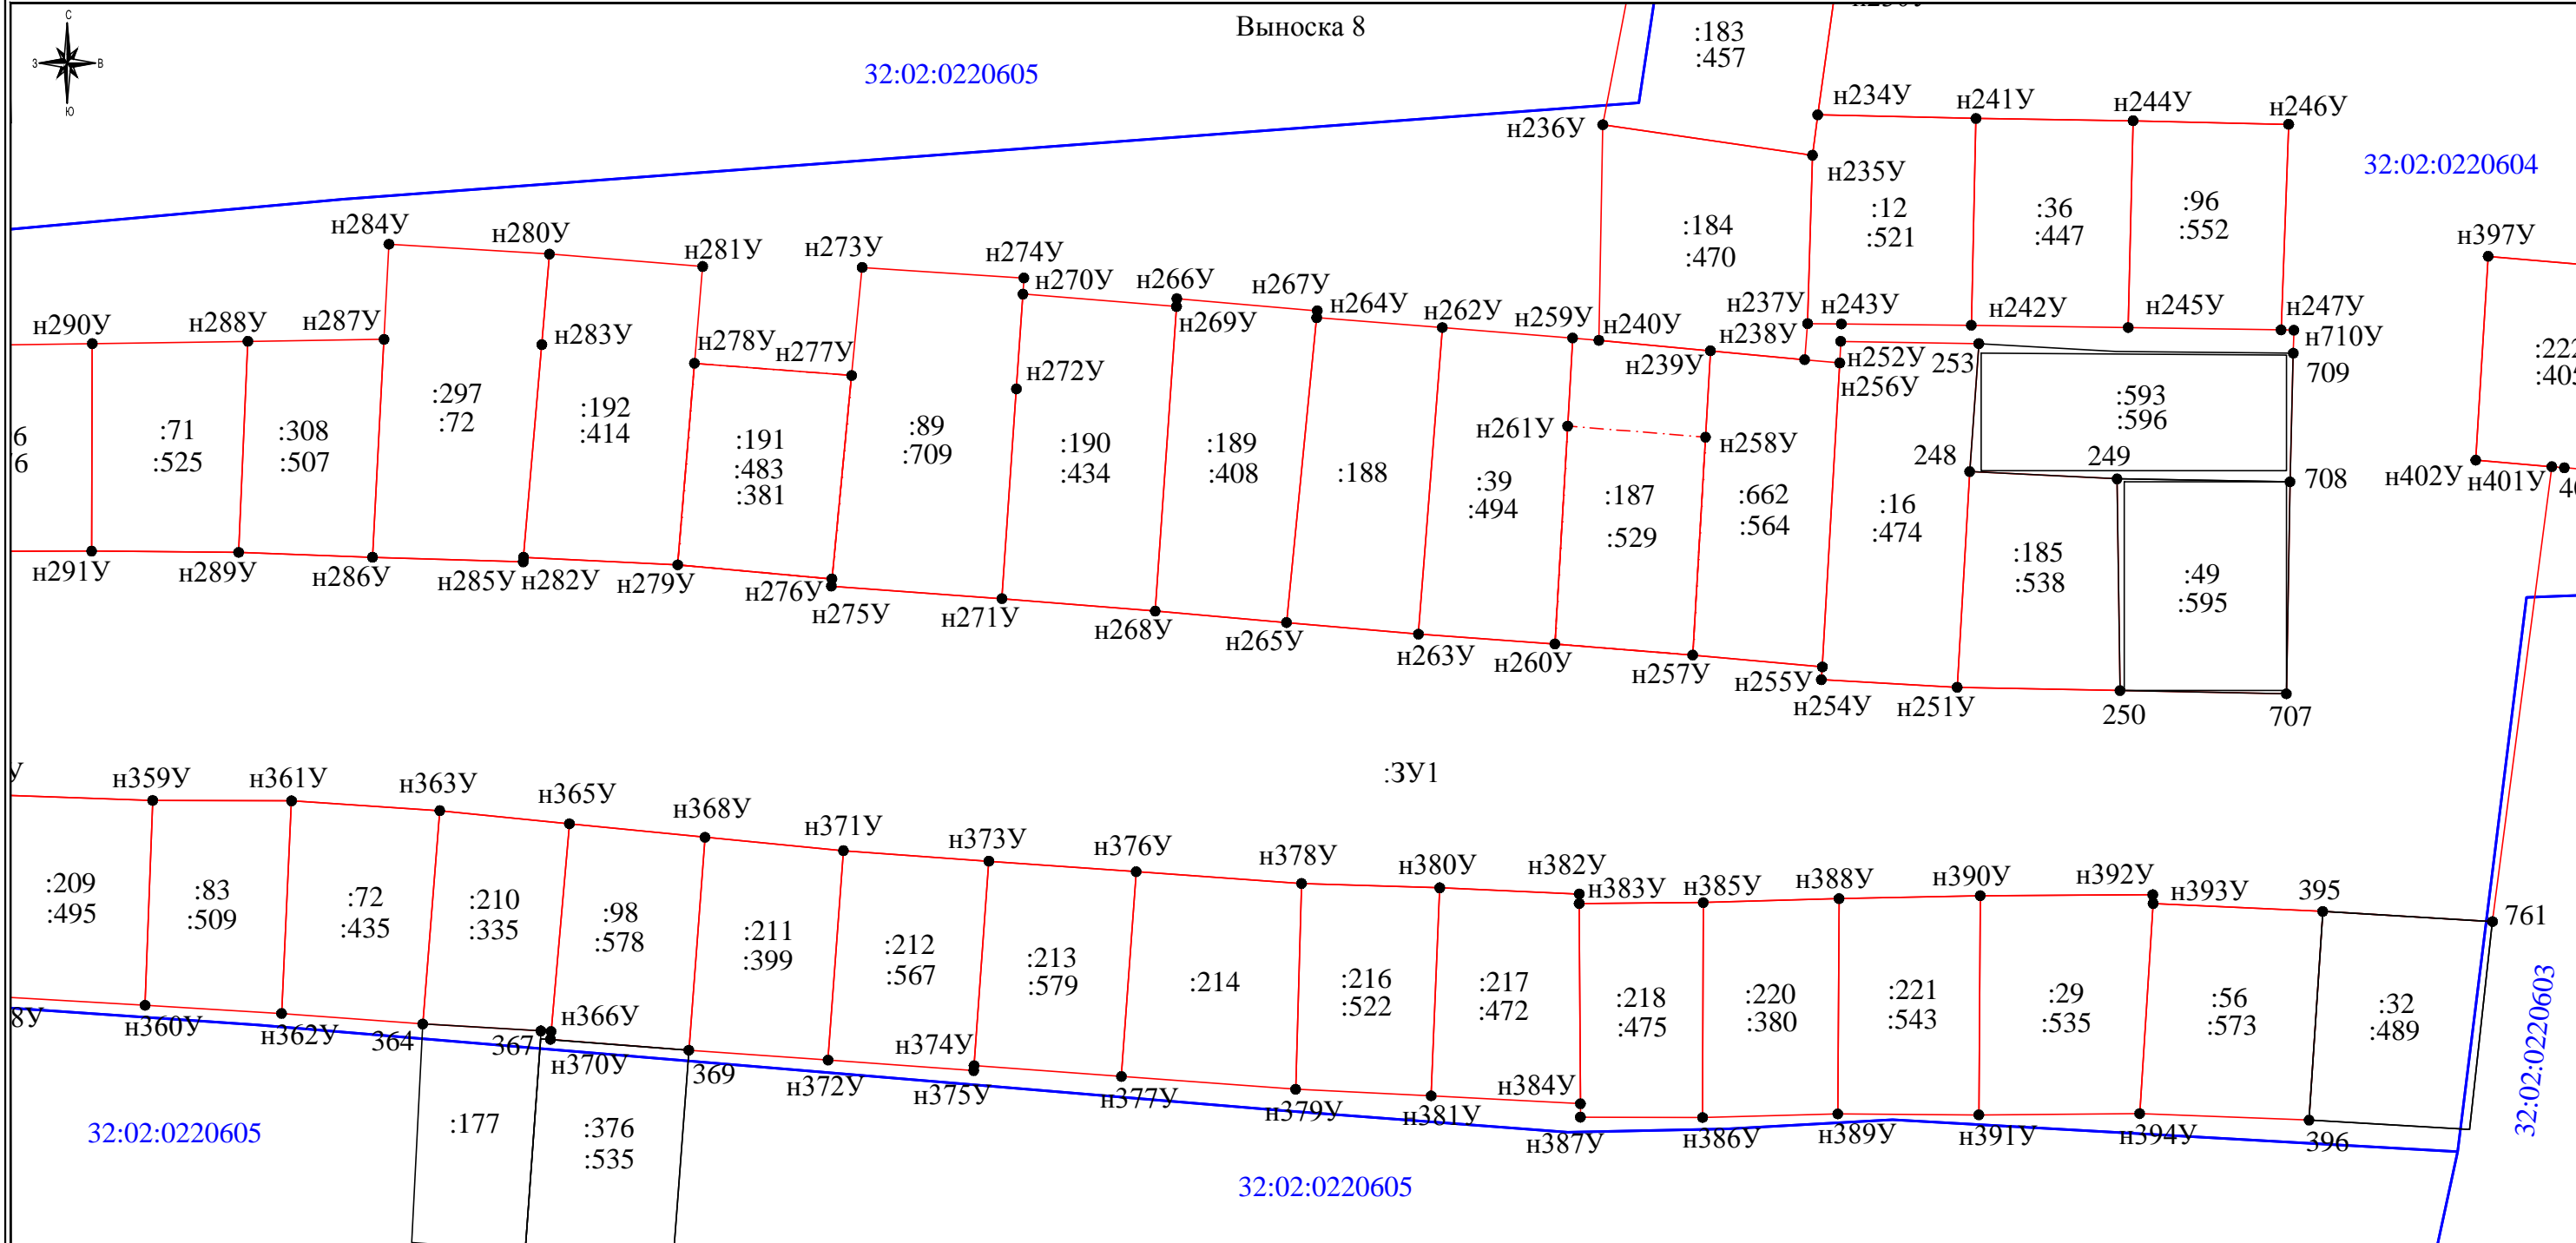 Выноска 8
С
З
В
Ю
32:02:0220605
:183
:457
н234У
н241У
н244У
н246У
н236У
32:02:0220604
н235У
:12
:521
:36
:447
:96
:552
:184
:470
н284У
н280У
н281У
н273У
н274У
н270У
н266У
н267У
н264У
н262У
н259У
н240У
н237У
н238У
н243У
н242У
н245У
н247У
н710У
н397У
н290У
н288У
н287У
н283У
н278У
н277У
н272У
н269У
н239У
н252У
н256У
253
709
:593
:596
:71
:525
:308
:507
:297
:72
:192
:414
:191
:483
:381
:89
:709
:190
:434
:189
:408
:188
:39
:494
н261У
н258У
:187
:529
:662
:564
:16
:474
248
249
708
н402У
н401У
:185
:538
:49
:595
н291У
н289У
н286У
н285У
н282У
н279У
н276У
н275У
н271У
н268У
н265У
н263У
н260У
н257У
н255У
н254У
н251У
250
707
:ЗУ1
н359У
н361У
н363У
н365У
н368У
н371У
н373У
н376У
н378У
н380У
н382У
н383У
н385У
н388У
н390У
н392У
н393У
395
761
:209
:495
:83
:509
:72
:435
:210
:335
:98
:578
:211
:399
:212
:567
:213
:579
:214
:216
:522
:217
:472
:218
:475
:220
:380
:221
:543
:29
:535
:56
:573
:32
:489
32:02:0220603
н360У
н362У
364
367
н366У
н370У
369
н372У
н374У
н375У
н377У
н379У
н381У
н384У
н387У
н386У
н389У
н391У
н394У
396
32:02:0220605
:177
:376
:535
32:02:0220605